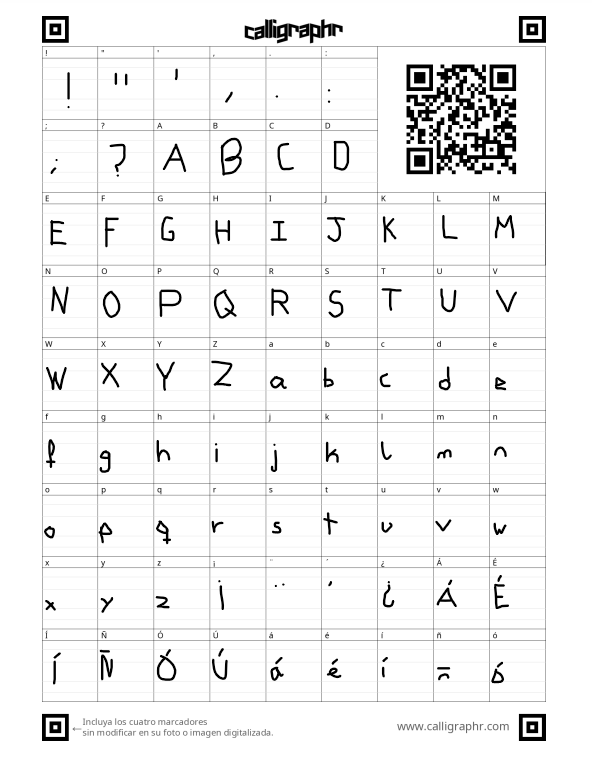 calligraphr
! " ' , . :
! " ' , . :
; ? A B C D
; ? A B C D
E F G H I J K L M
E F G H I J K L M
N O P Q R S T U V
N O P Q R S T U V
W X Y Z a b c d e
W X Y Z a b c d e
f g h i j k l m n
f g h i j k l m n
o p q r s t u v w
o p q r s t u v w
x y z ¡ ¨ ´ ¿ Á É
x y z ¡ ¨ ´ ¿ Á É
Í Ñ Ó Ú á é í ñ ó
Í Ñ Ó Ú á é í ñ ó
← Incluya los cuatro marcadores
sin modificar en su foto o imagen digitalizada.
www.calligraphr.com